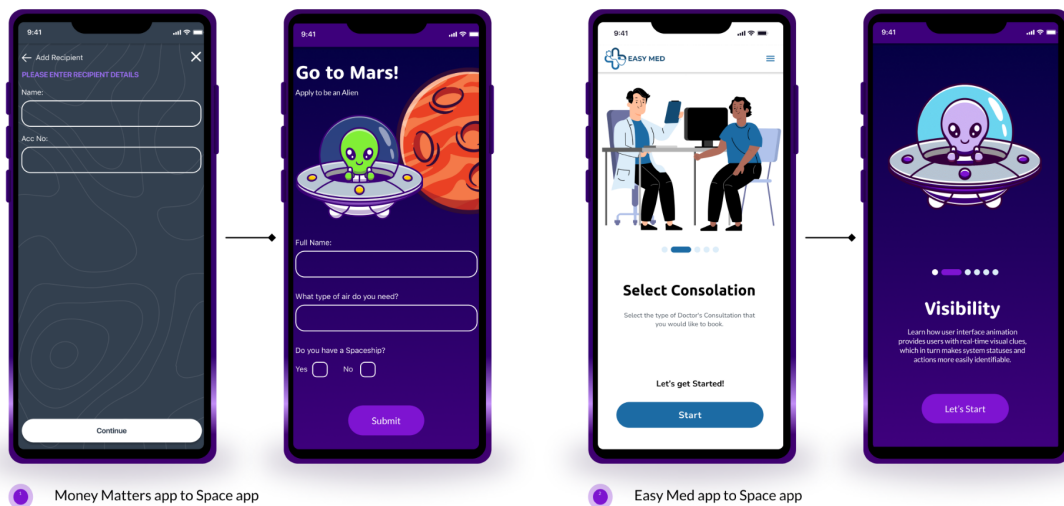 9:41
Add Recipient
PLEASE ENTER RECIPIENT DETAILS
Name:
Acc No:
Continue
9:41
Go to Mars!
Apply to be an Alien
Full Name:
What type of air do you need?
Do you have a Spaceship?
Yes No
Submit
9:41
EASY MED
Select Consolation
Select the type of Doctor's Consultation that
you would like to book.
Let's get Started!
Start
9:41
Visibility
Learn how user interface animation
provides users with real-time visual clues,
which in turn makes system statuses and
actions more easily identifiable.
Let's Start
1 Money Matters app to Space app
2 Easy Med app to Space app